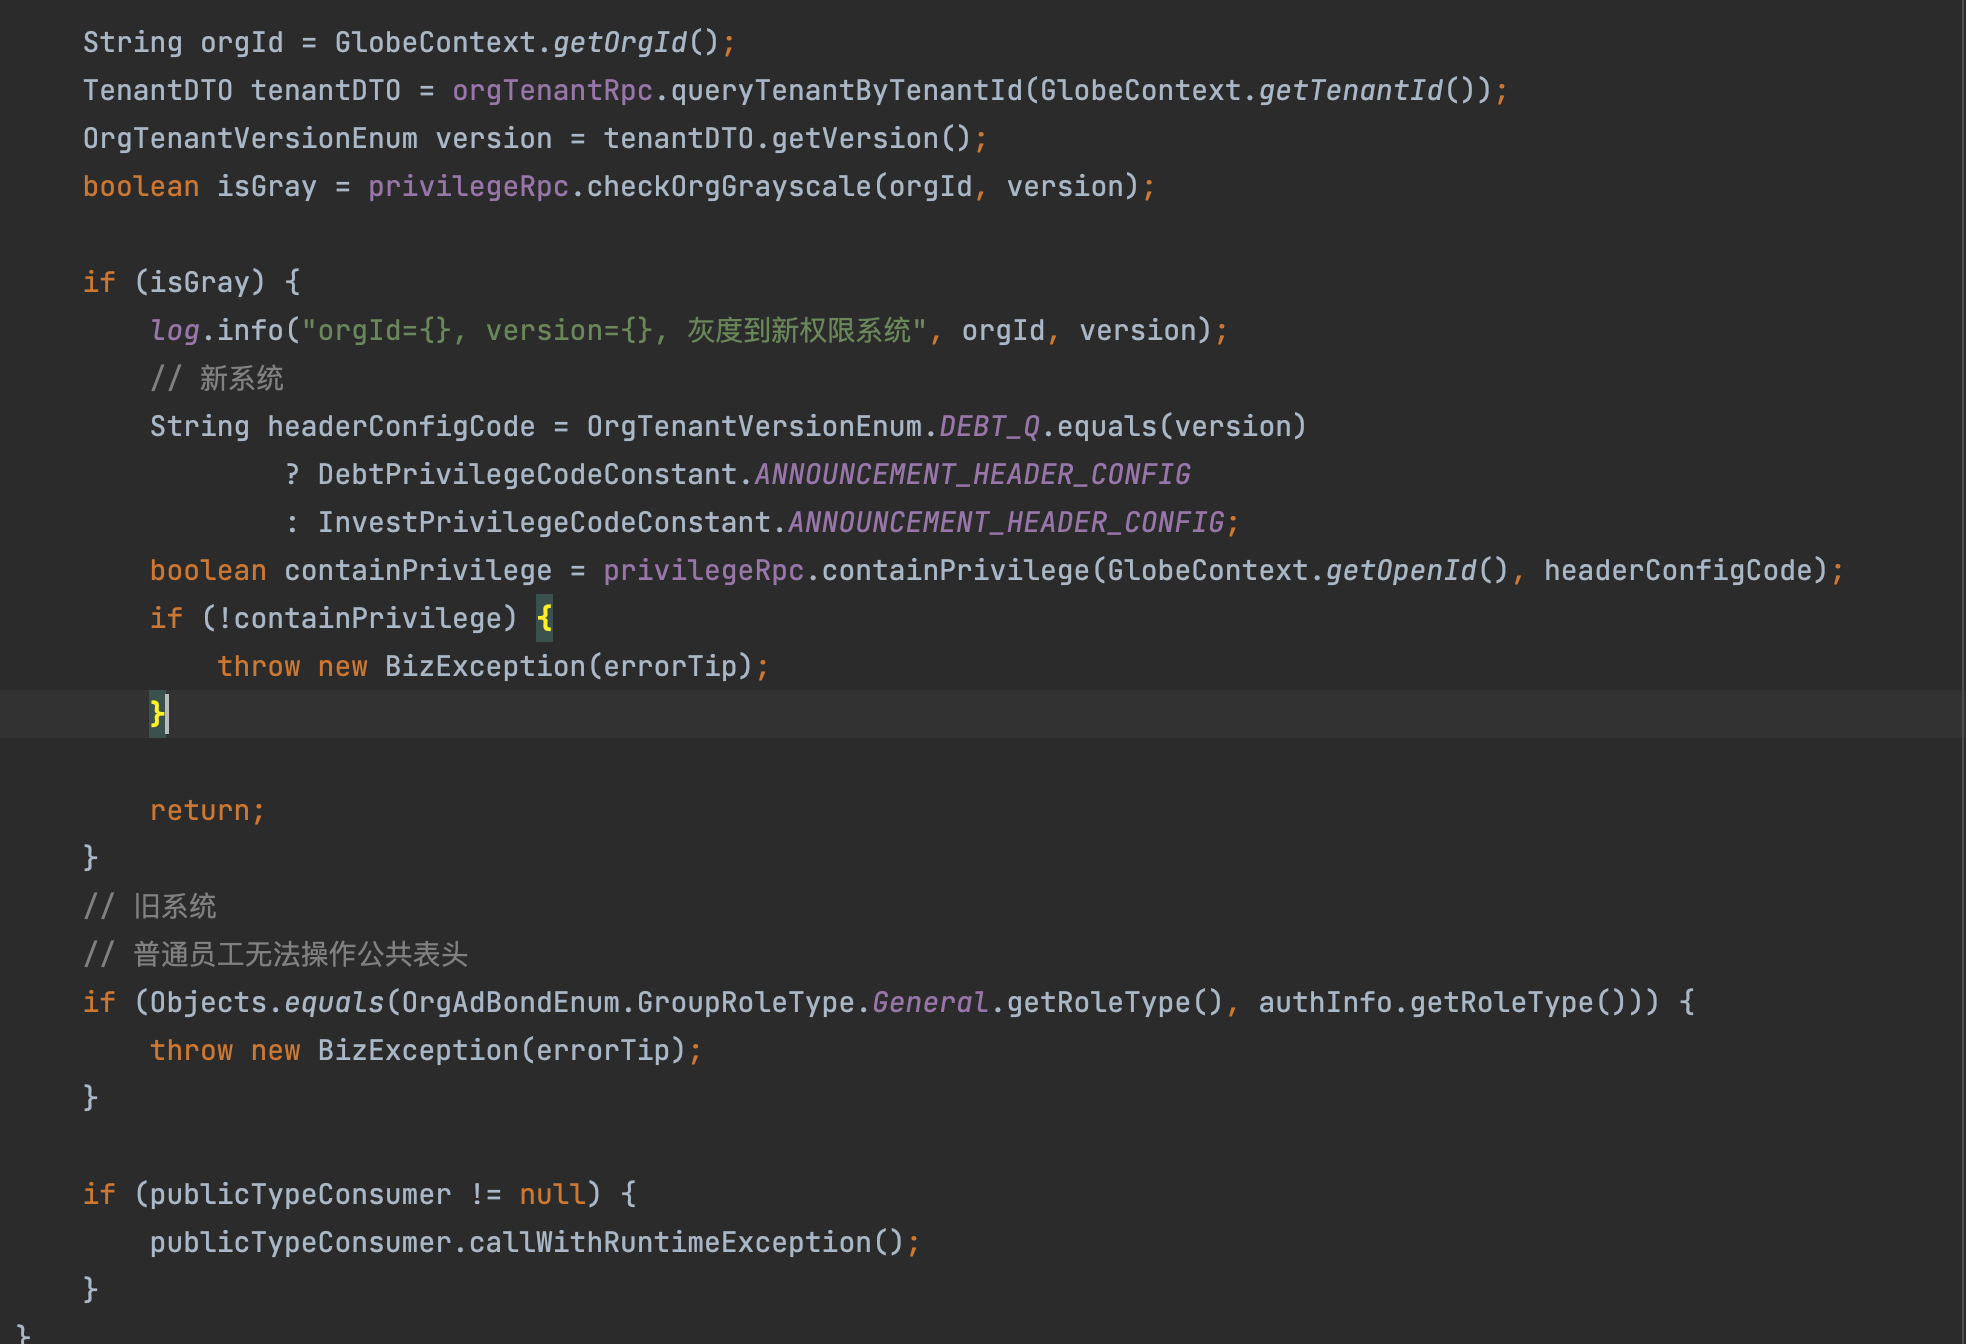 String orgId = GlobeContext.getOrgId();
TenantDTO tenantDTO = orgTenantRpc.queryTenantByTenantId(GlobeContext.getTenantId());
OrgTenantVersionEnum version = tenantDTO.getVersion();
boolean isGray = privilegeRpc.checkOrgGrayscale(orgId, version);
if (isGray) {
log.info("orgId={}, version={}, 灰度到新权限系统", orgId, version);
// 新系统
String headerConfigCode = OrgTenantVersionEnum.DEBT_Q.equals(version)
? DebtPrivilegeCodeConstant.ANNOUNCEMENT_HEADER_CONFIG
: InvestPrivilegeCodeConstant.ANNOUNCEMENT_HEADER_CONFIG;
boolean containPrivilege = privilegeRpc.containPrivilege(GlobeContext.getOpenId(), headerConfigCode);
if (!containPrivilege) {
throw new BizException(errorTip);
}
return;
}
// 旧系统
// 普通员工无法操作公共表头
if (Objects.equals(OrgAdBondEnum.GroupRoleType.General.getRoleType(), authInfo.getRoleType())) {
throw new BizException(errorTip);
}
if (publicTypeConsumer != null) {
publicTypeConsumer.callWithRuntimeException();
}
}